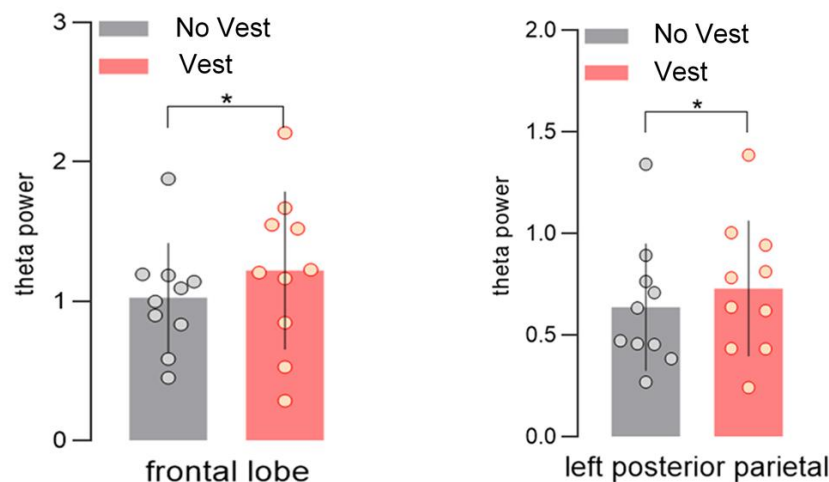 3
2
1
0
theta power
No Vest
Vest
*
frontal lobe
2.0
1.5
1.0
0.5
0.0
theta power
No Vest
Vest
*
left posterior parietal